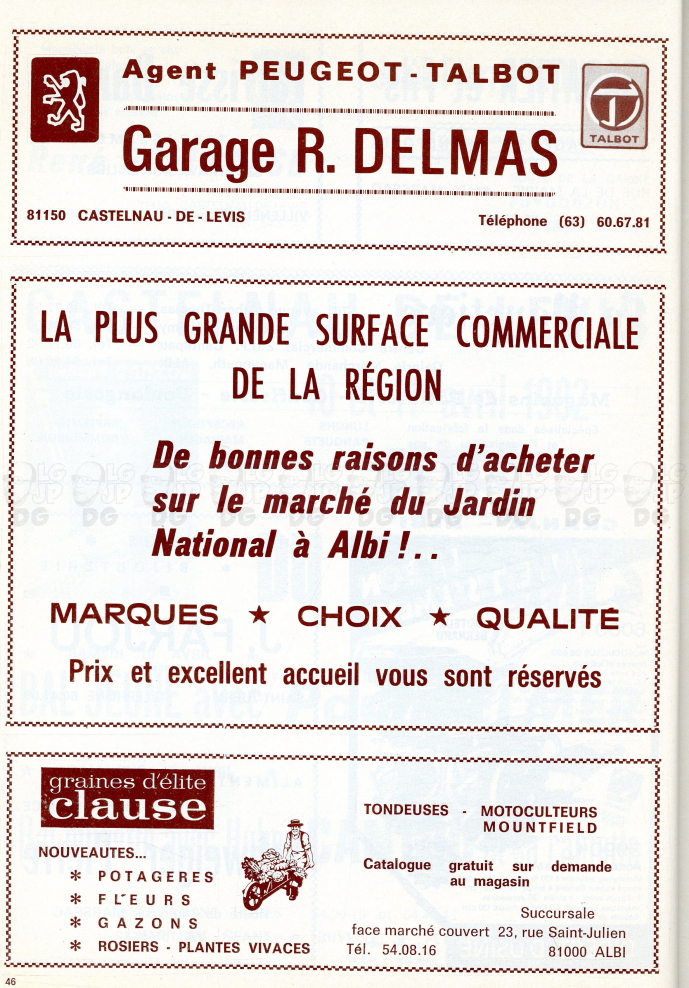 Agent PEUGEOT - TALBOT
TALBOT
Garage R. DELMAS
81150 CASTELNAU - DE - LEVIS
Téléphone (63) 60.67.81
LA PLUS GRANDE SURFACE COMMERCIALE
DE LA RÉGION
De bonnes raisons d'acheter
sur le marché du Jardin
National à Albi ! . .
MARQUES ★ CHOIX ★ QUALITÉ
Prix et excellent accueil vous sont réservés
graines d'élite
clause
NOUVEAUTES...
* POTAGERES
* FLEURS
* GAZONS
* ROSIERS - PLANTES VIVACES
TONDEUSES - MOTOCULTEURS
MOUNTFIELD
Catalogue gratuit sur demande
au magasin
Succursale
face marché couvert 23, rue Saint-Julien
Tél. 54.08.16 81000 ALBI
46